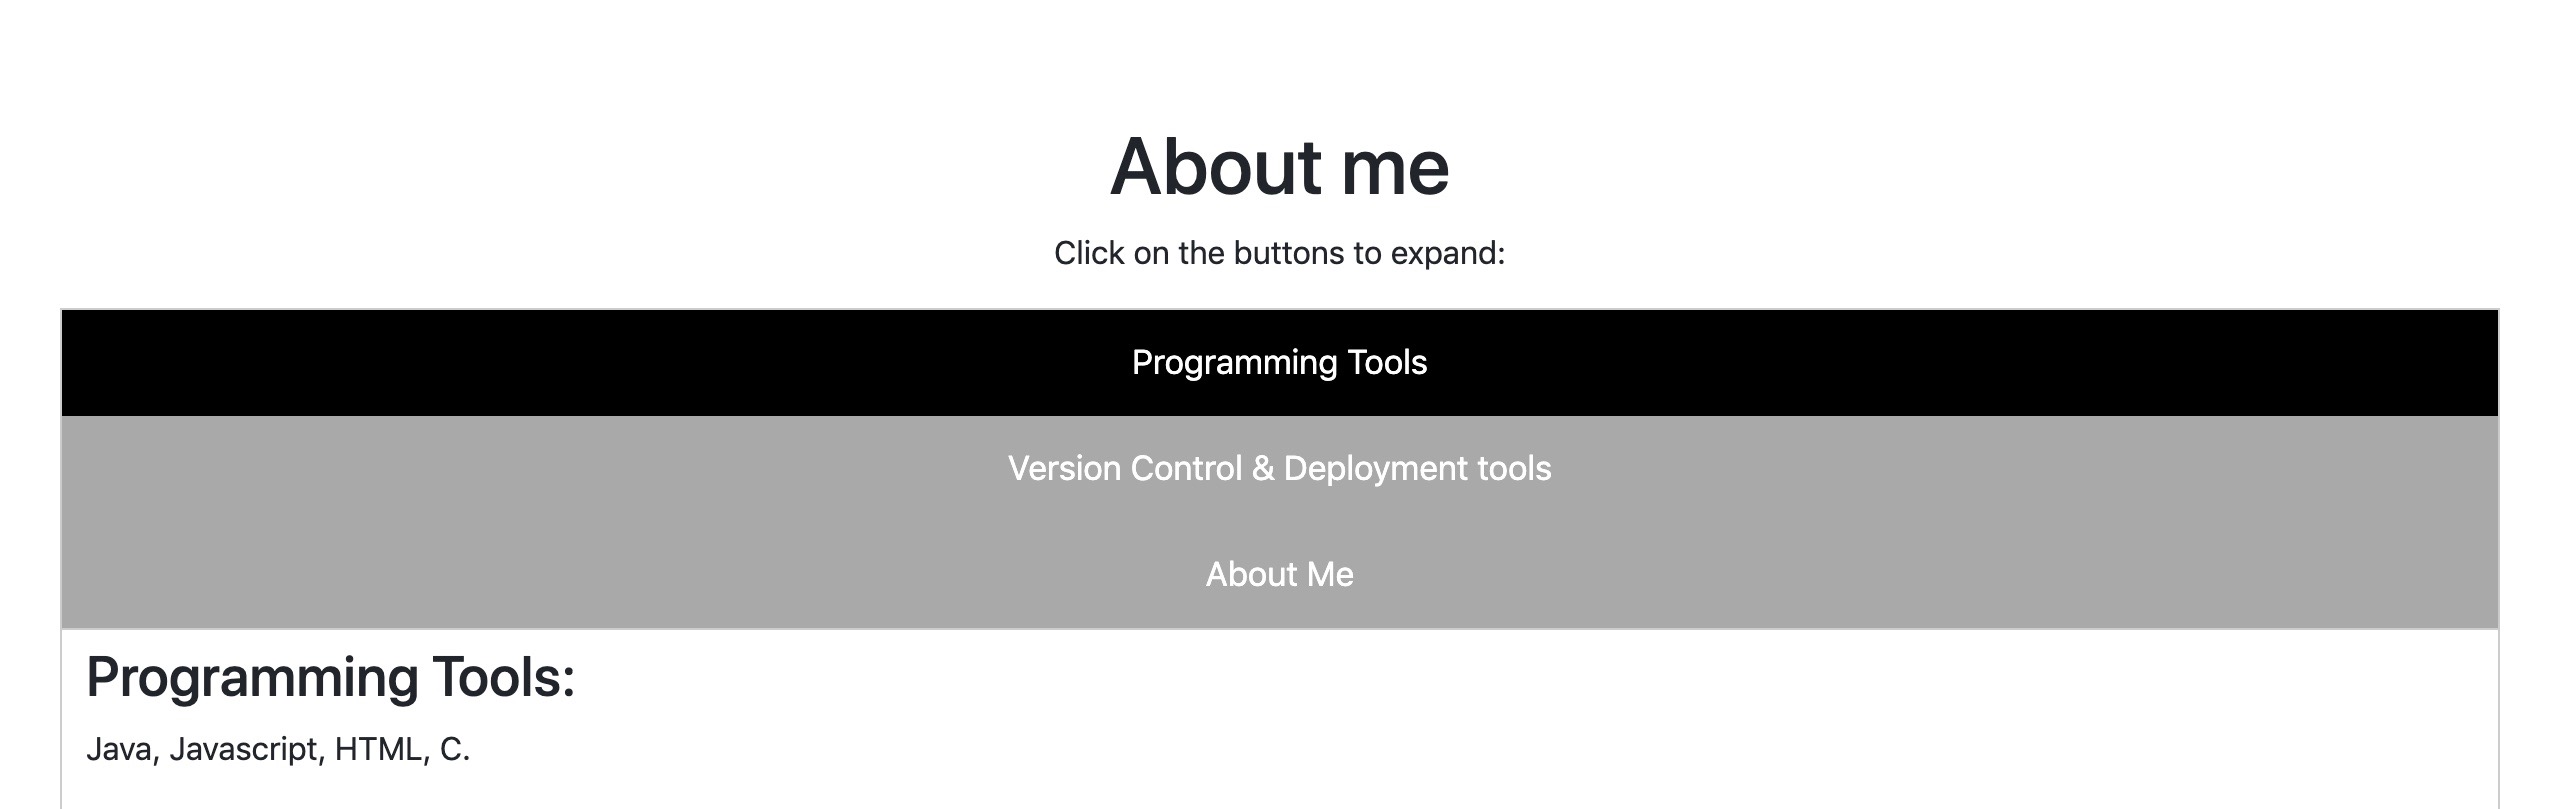 About me
Click on the buttons to expand:
Programming Tools
Version Control & Deployment tools
About Me
Programming Tools:
Java, Javascript, HTML, C.